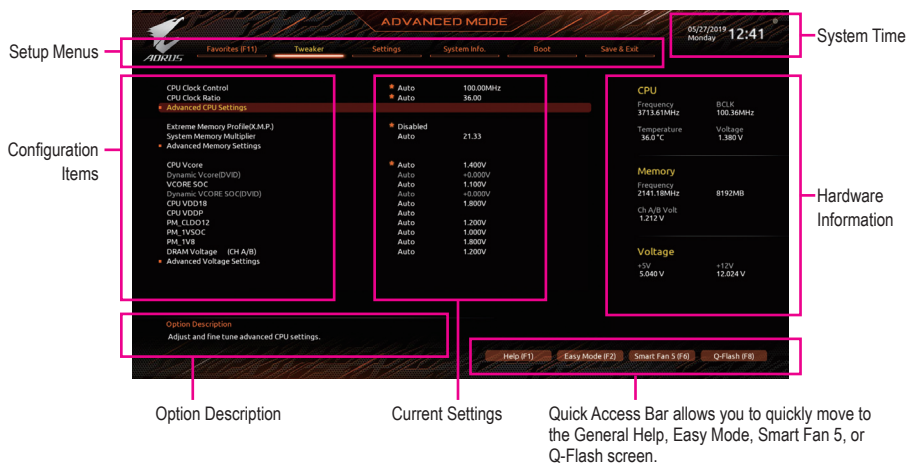 ADVANCED MODE
05/27/2019 Monday 12:41
System Time
Setup Menus
AORUS
Favorites (F11) Tweaker Settings System Info. Boot Save & Exit
CPU Clock Control Auto 100.00MHz
CPU Clock Ratio Auto 36.00
Advanced CPU Settings
Extreme Memory Profile(X.M.P.) Disabled
System Memory Multiplier Auto 21.33
Advanced Memory Settings
CPU Vcore Auto 1.400V
Dynamic Vcore(DVID) Auto +0.000V
VCORE SOC Auto 1.100V
Dynamic VCORE SOC(DVID) Auto +0.000V
CPU VDD18 Auto 1.800V
CPU VDDP Auto
PM_CLDO12 Auto 1.200V
PM_1VSOC Auto 1.000V
PM_1V8 Auto 1.800V
DRAM Voltage (CH A/B) Auto 1.200V
Advanced Voltage Settings
Configuration
Items
CPU
Frequency BCLK
3713.61MHz 100.36MHz
Temperature Voltage
36.0 °C 1.380 V
Memory
Frequency
2141.18MHz 8192MB
Ch A/B Volt
1.212 V
Voltage
+5V +12V
5.040 V 12.024 V
Hardware
Information
Option Description
Adjust and fine tune advanced CPU settings.
Help (F1) Easy Mode (F2) Smart Fan 5 (F6) Q-Flash (F8)
Option Description
Current Settings
Quick Access Bar allows you to quickly move to
the General Help, Easy Mode, Smart Fan 5, or
Q-Flash screen.